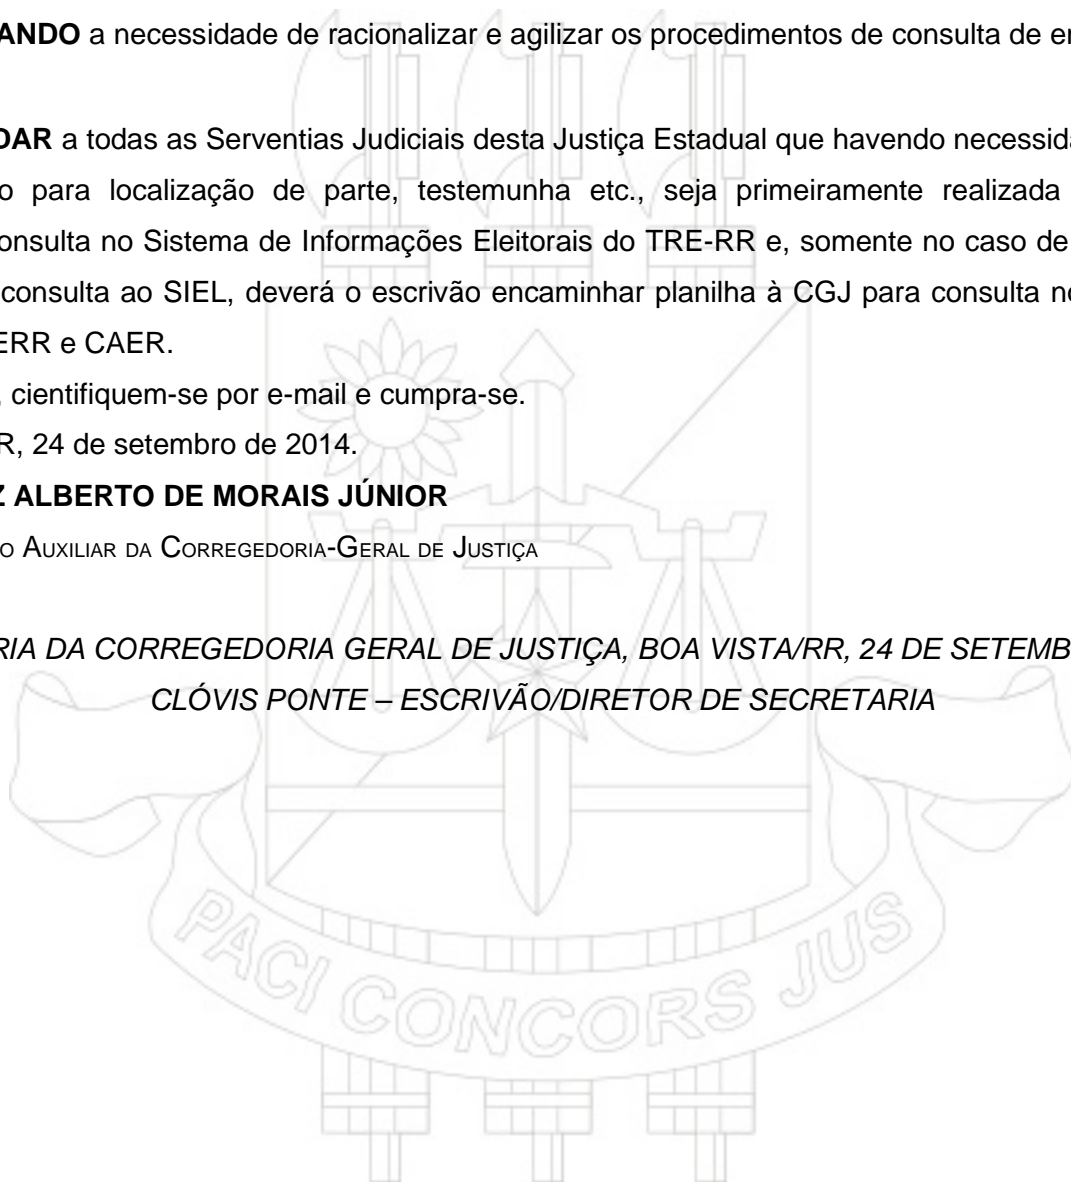 ANDO a necessidade de racionalizar e agilizar os procedimentos de consulta de e
DAR a todas as Serventias Judiciais desta Justiça Estadual que havendo necessid
o para localização de parte, testemunha etc., seja primeiramente realizada
onsulta no Sistema de Informações Eleitorais do TRE-RR e, somente no caso de
consulta ao SIEL, deverá o escrivão encaminhar planilha à CGJ para consulta n
ERR e CAER.
, cientifiquem-se por e-mail e cumpra-se.
R, 24 de setembro de 2014.
Z ALBERTO DE MORAIS JÚNIOR
o Auxiliar da Corregedoria-Geral de Justiça
RIA DA CORREGEDORIA GERAL DE JUSTIÇA, BOA VISTA/RR, 24 DE SETEMB
CLÓVIS PONTE – ESCRIVÃO/DIRETOR DE SECRETARIA
PACI CONCORS JUS